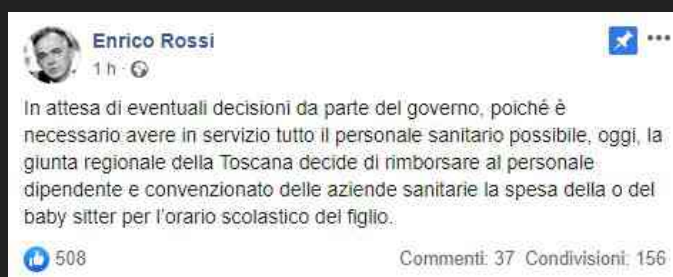 Enrico Rossi
1 h
In attesa di eventuali decisioni da parte del governo, poiché è
necessario avere in servizio tutto il personale sanitario possibile, oggi, la
giunta regionale della Toscana decide di rimborsare al personale
dipendente e convenzionato delle aziende sanitarie la spesa della o del
baby sitter per l'orario scolastico del figlio.
508 Commenti: 37 Condivisioni: 156